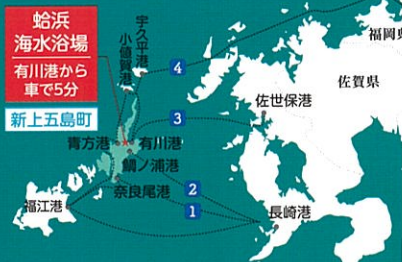 蛤浜
海水浴場
有川港から
車で5分
新上五島町
宇久平港
小値賀港
4
福岡県
佐賀県
佐世保港
3
青方港
有川港
鯛ノ浦港
奈良尾港
福江港
2
1
長崎港